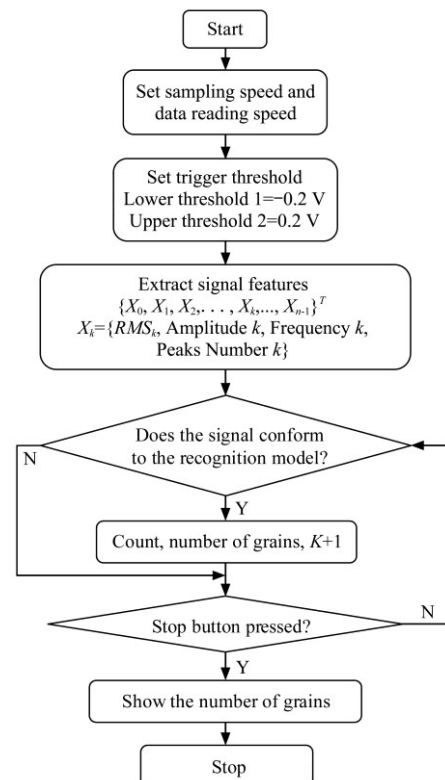 Start
Set sampling speed and
data reading speed
Set trigger threshold
Lower threshold 1=−0.2 V
Upper threshold 2=0.2 V
Extract signal features
{X₀, X₁, X₂,. . . , Xₖ,..., Xₙ₋₁}ᵀ
Xₖ={RMSₖ, Amplitude k, Frequency k,
Peaks Number k}
Does the signal conform
to the recognition model?
N
Y
Count, number of grains, K+1
Stop button pressed?
N
Y
Show the number of grains
Stop